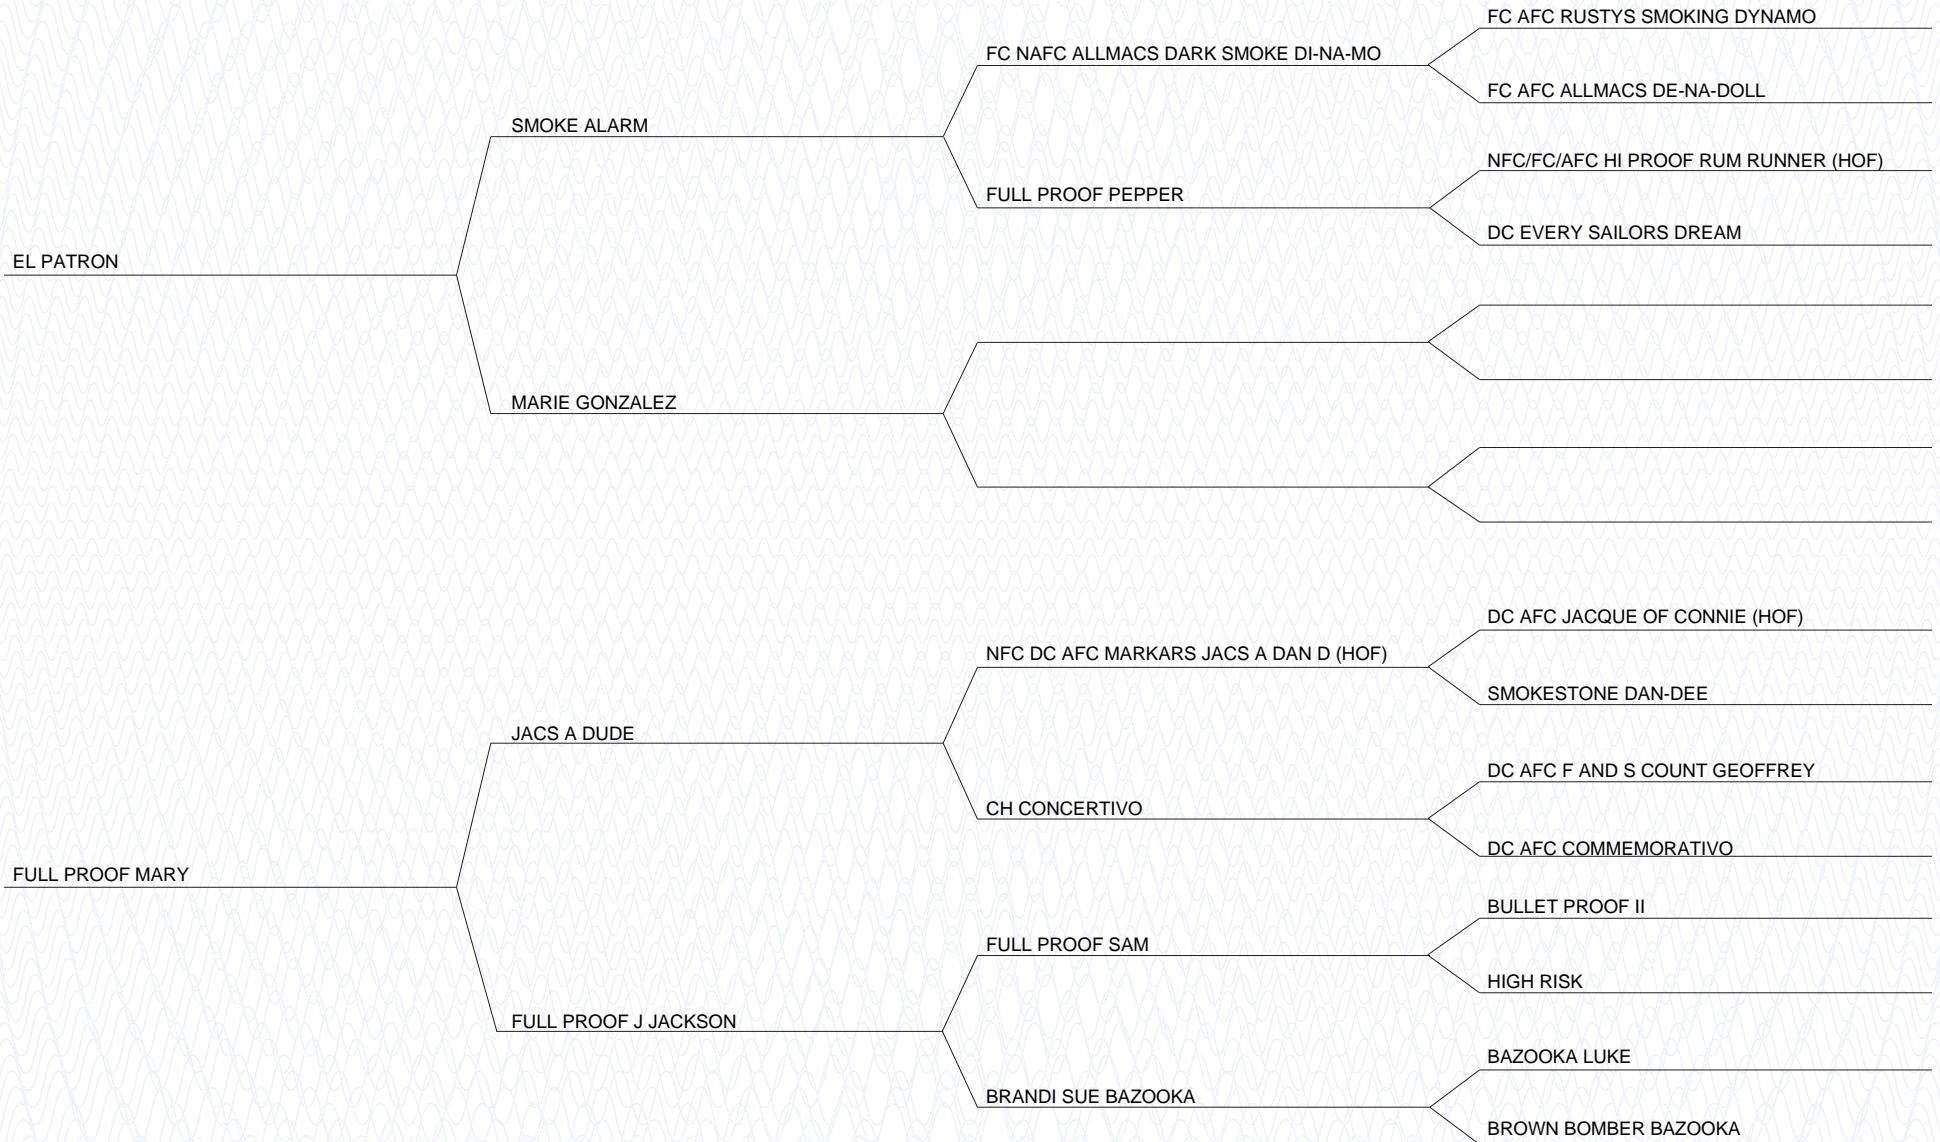 FC AFC RUSTYS SMOKING DYNAMO
FC NAFC ALLMACS DARK SMOKE DI-NA-MO
FC AFC ALLMACS DE-NA-DOLL
SMOKE ALARM
NFC/FC/AFC HI PROOF RUM RUNNER (HOF)
FULL PROOF PEPPER
DC EVERY SAILORS DREAM
EL PATRON
MARIE GONZALEZ
DC AFC JACQUE OF CONNIE (HOF)
NFC DC AFC MARKARS JACS A DAN D (HOF)
SMOKESTONE DAN-DEE
JACS A DUDE
DC AFC F AND S COUNT GEOFFREY
CH CONCERTIVO
DC AFC COMMEMORATIVO
FULL PROOF MARY
BULLET PROOF II
FULL PROOF SAM
HIGH RISK
FULL PROOF J JACKSON
BAZOOKA LUKE
BRANDI SUE BAZOOKA
BROWN BOMBER BAZOOKA